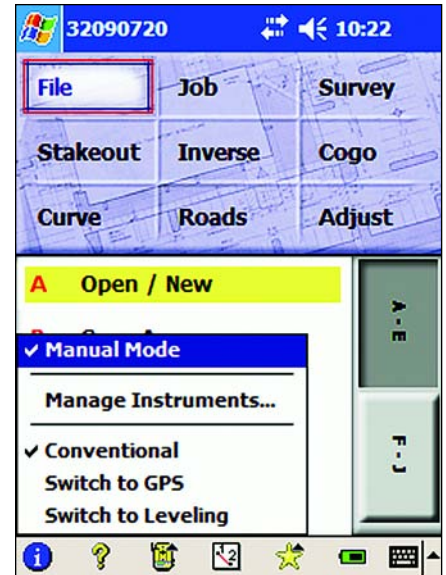 32090720 10:22
File Job Survey
Stakeout Inverse Cogo
Curve Roads Adjust
A Open / New
A - E
✓ Manual Mode
Manage Instruments...
✓ Conventional
Switch to GPS
Switch to Leveling
F - J